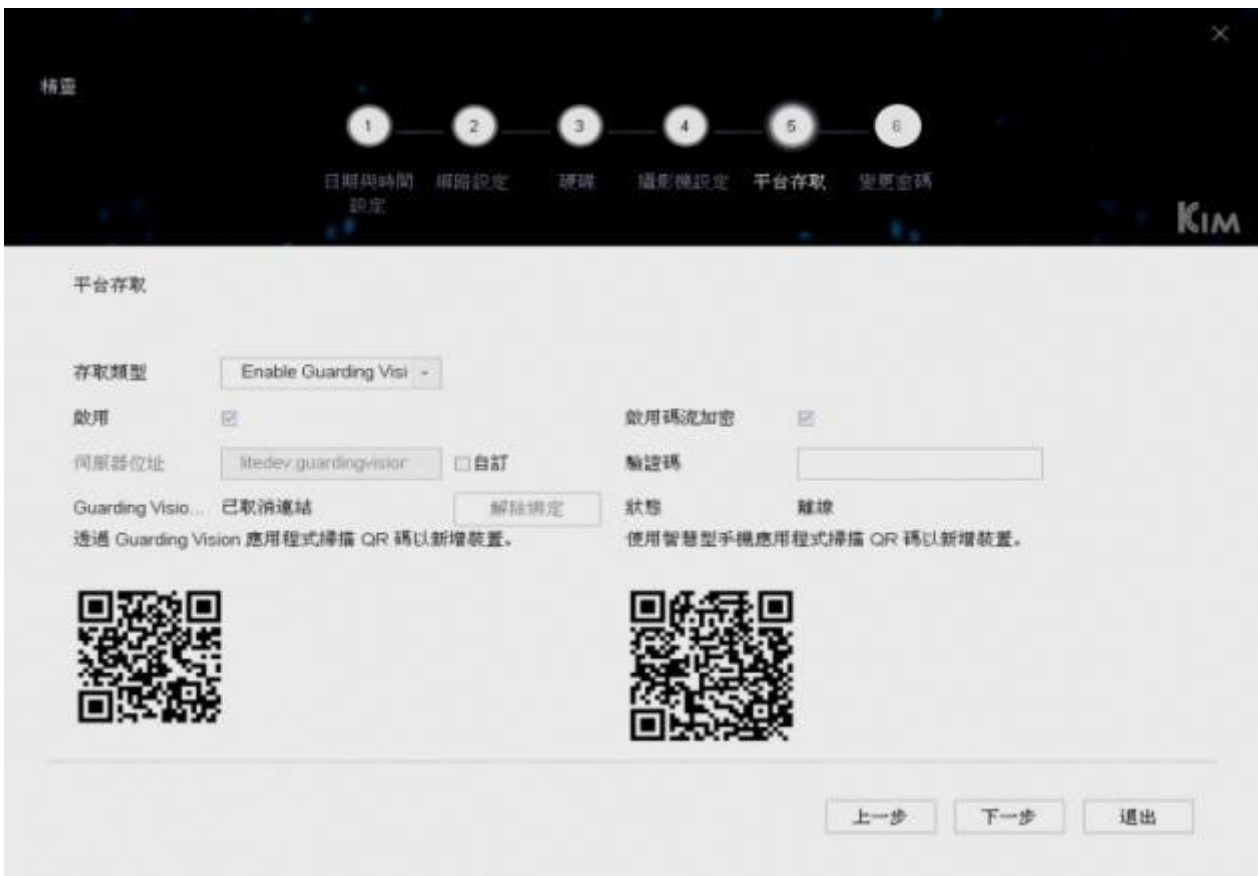 精靈
1 2 3 4 5 6
日期與時間 網路設定 硬碟 攝影機設定 平台存取 變更密碼
設定
KIM
平台存取
存取類型 Enable Guarding Visi
啟用 啟用碼流加密
伺服器位址 litedev.guardingvision 自訂 驗證碼
Guarding Visio... 已取消連結 解除綁定 狀態 離線
透過 Guarding Vision 應用程式掃描 QR 碼以新增裝置。 使用智慧型手機應用程式掃描 QR 碼以新增裝置。
上一步 下一步 退出